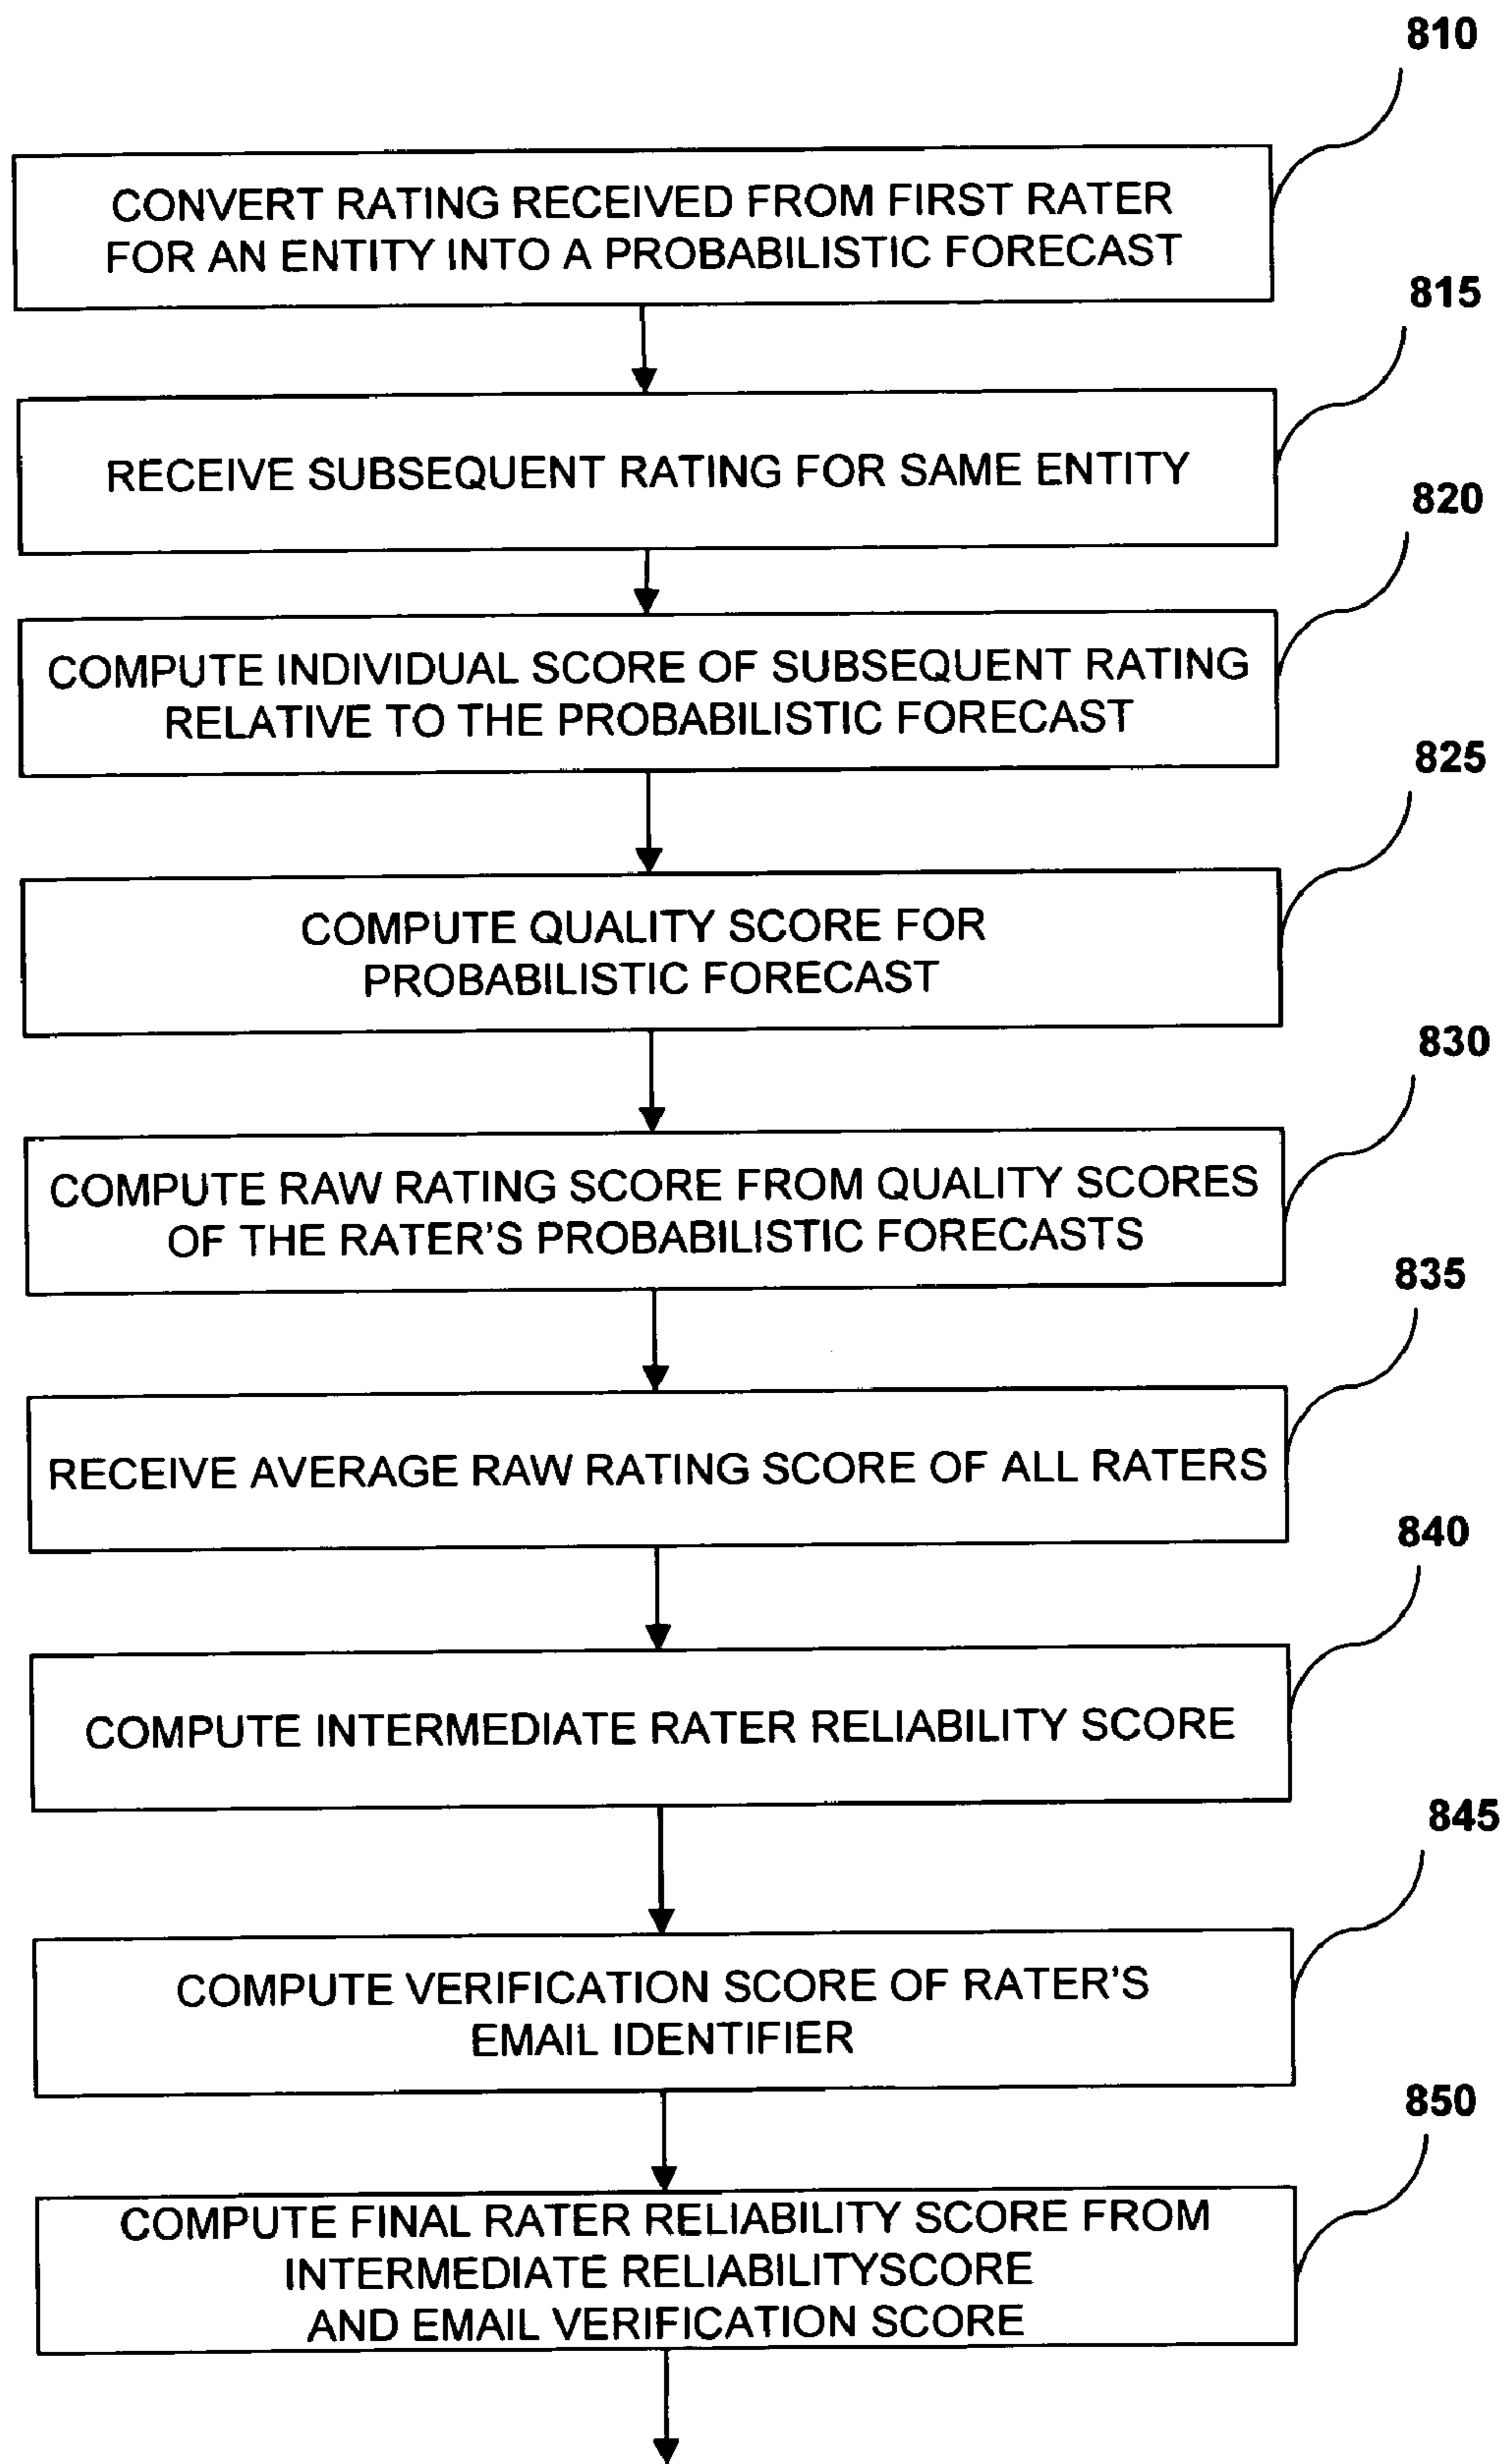 810
CONVERT RATING RECEIVED FROM FIRST RATER
FOR AN ENTITY INTO A PROBABILISTIC FORECAST
815
RECEIVE SUBSEQUENT RATING FOR SAME ENTITY
820
COMPUTE INDIVIDUAL SCORE OF SUBSEQUENT RATING
RELATIVE TO THE PROBABILISTIC FORECAST
825
COMPUTE QUALITY SCORE FOR
PROBABILISTIC FORECAST
830
COMPUTE RAW RATING SCORE FROM QUALITY SCORES
OF THE RATER'S PROBABILISTIC FORECASTS
835
RECEIVE AVERAGE RAW RATING SCORE OF ALL RATERS
840
COMPUTE INTERMEDIATE RATER RELIABILITY SCORE
845
COMPUTE VERIFICATION SCORE OF RATER'S
EMAIL IDENTIFIER
850
COMPUTE FINAL RATER RELIABILITY SCORE FROM
INTERMEDIATE RELIABILITYSCORE
AND EMAIL VERIFICATION SCORE